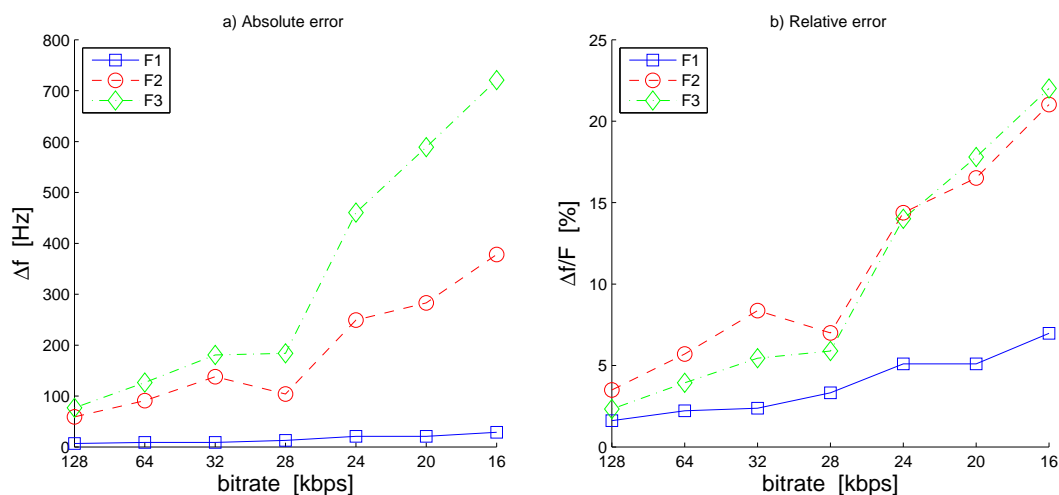 a) Absolute error
800
700
600
500
400
300
200
100
0
Δf [Hz]
F1
F2
F3
128 64 32 28 24 20 16
bitrate [kbps]
b) Relative error
25
20
15
10
5
0
Δf/F [%]
F1
F2
F3
128 64 32 28 24 20 16
bitrate [kbps]